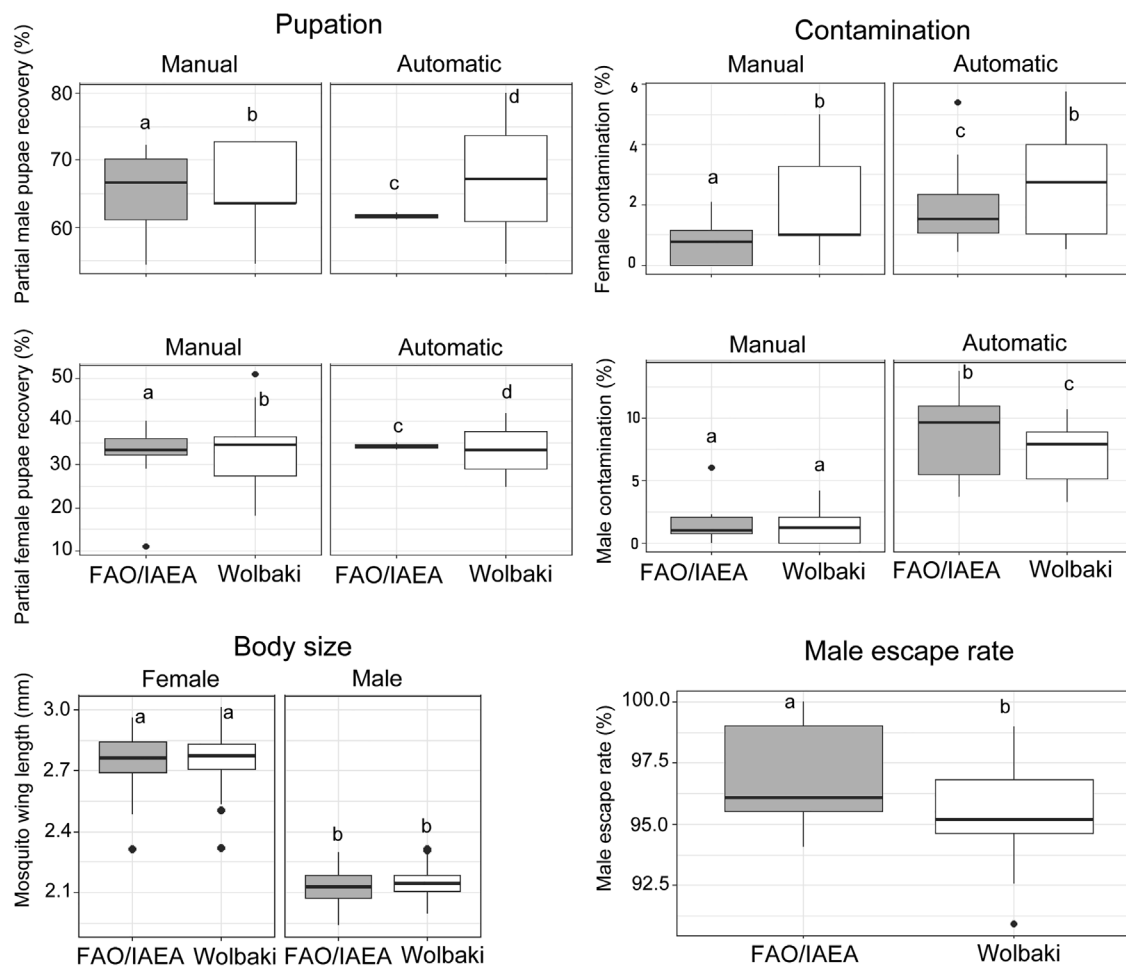 Pupation
Manual Automatic
Partial male pupae recovery (%)
80
70
60
a b c d
Contamination
Manual Automatic
Female contamination (%)
6
4
2
0
a b c b
Manual Automatic
Partial female pupae recovery (%)
50
40
30
20
10
a b c d
FAO/IAEA Wolbaki FAO/IAEA Wolbaki
Manual Automatic
Male contamination (%)
10
5
0
a a b c
FAO/IAEA Wolbaki FAO/IAEA Wolbaki
Body size
Female Male
Mosquito wing length (mm)
3.0
2.7
2.4
2.1
a a b b
FAO/IAEA Wolbaki FAO/IAEA Wolbaki
Male escape rate
Male escape rate (%)
100.0
97.5
95.0
92.5
a b
FAO/IAEA Wolbaki